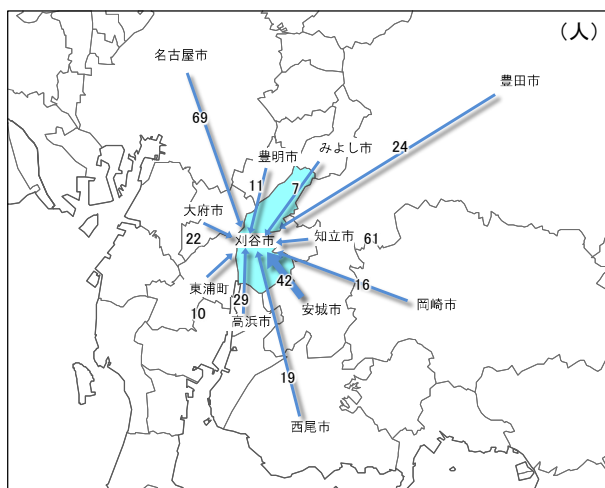 (人)
名古屋市
豊田市
69
豊明市
みよし市
24
11
7
大府市
22
刈谷市
知立市
61
東浦町
42
16
29
安城市
岡崎市
10
高浜市
19
西尾市